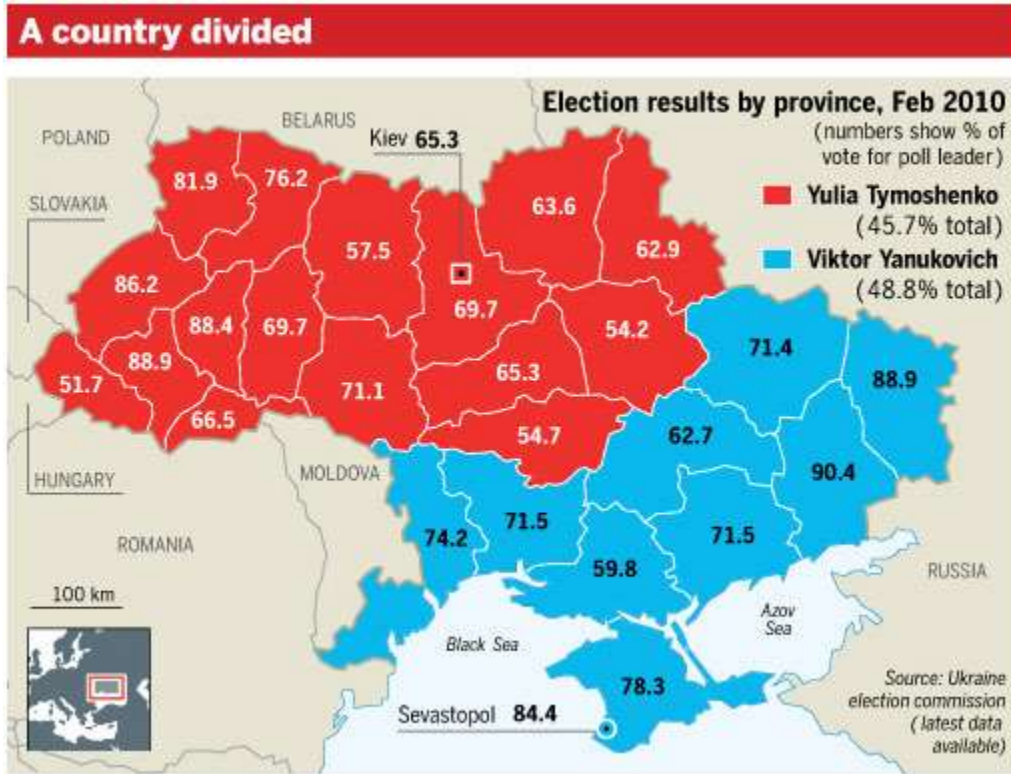 A country divided
Election results by province, Feb 2010
(numbers show % of
vote for poll leader)
Yulia Tymoshenko
(45.7% total)
Viktor Yanukovich
(48.8% total)
POLAND
BELARUS
Kiev 65.3
SLOVAKIA
81.9
76.2
57.5
63.6
62.9
86.2
88.4
69.7
69.7
54.2
71.4
88.9
51.7
88.9
66.5
71.1
65.3
54.7
62.7
90.4
HUNGARY
MOLDOVA
ROMANIA
74.2
71.5
59.8
71.5
RUSSIA
100 km
Black Sea
Azov
Sea
78.3
Sevastopol 84.4
Source: Ukraine
election commission
( latest data
available)